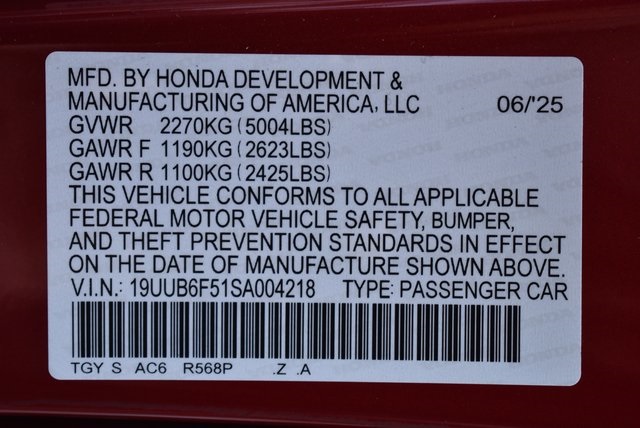 MFD. BY HONDA DEVELOPMENT &
MANUFACTURING OF AMERICA, LLC 06/'25
GVWR 2270KG (5004LBS)
GAWR F 1190KG (2623LBS)
GAWR R 1100KG (2425LBS)
THIS VEHICLE CONFORMS TO ALL APPLICABLE
FEDERAL MOTOR VEHICLE SAFETY, BUMPER,
AND THEFT PREVENTION STANDARDS IN EFFECT
ON THE DATE OF MANUFACTURE SHOWN ABOVE.
V.I.N.: 19UUB6F51SA004218 TYPE: PASSENGER CAR
TGY S AC6 R568P .Z .A